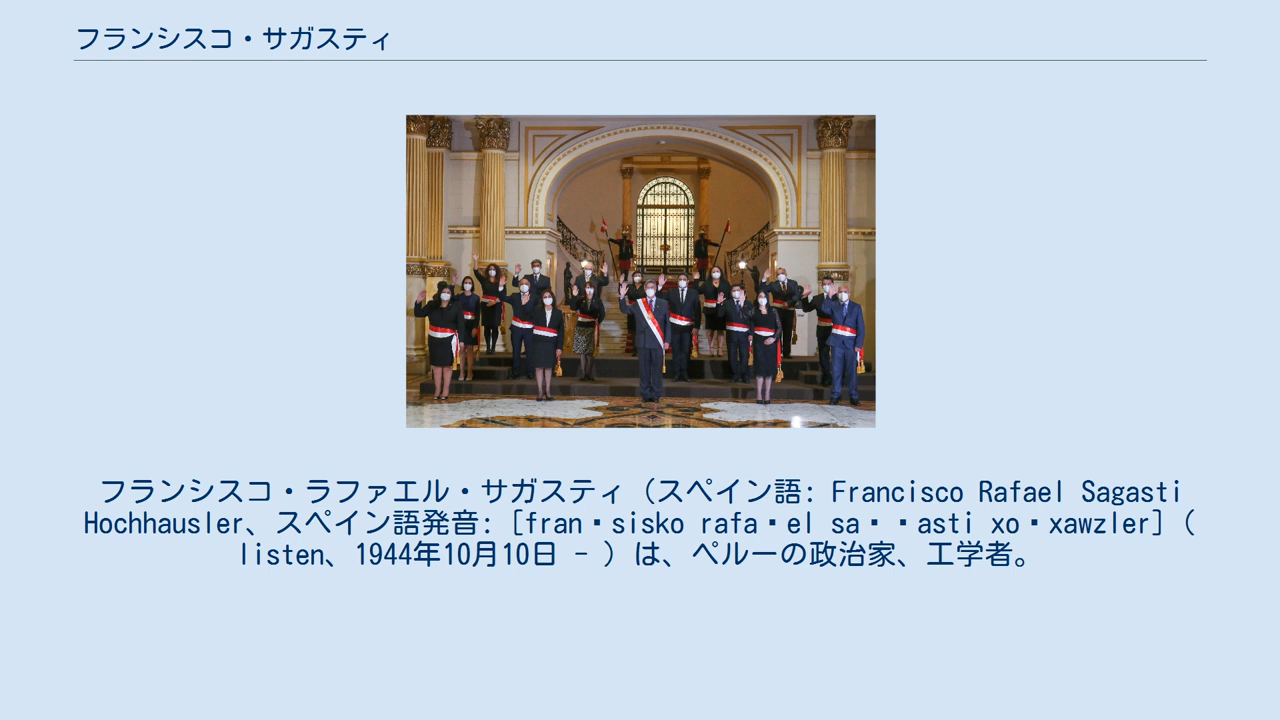 フランシスコ・サガスティ
フランシスコ・ラファエル・サガスティ（スペイン語: Francisco Rafael Sagasti
Hochhausler、スペイン語発音: [fran▪sisko rafa▪el sa▪▪asti xo▪xawzler]（
listen、1944年10月10日 - ）は、ペルーの政治家、工学者。